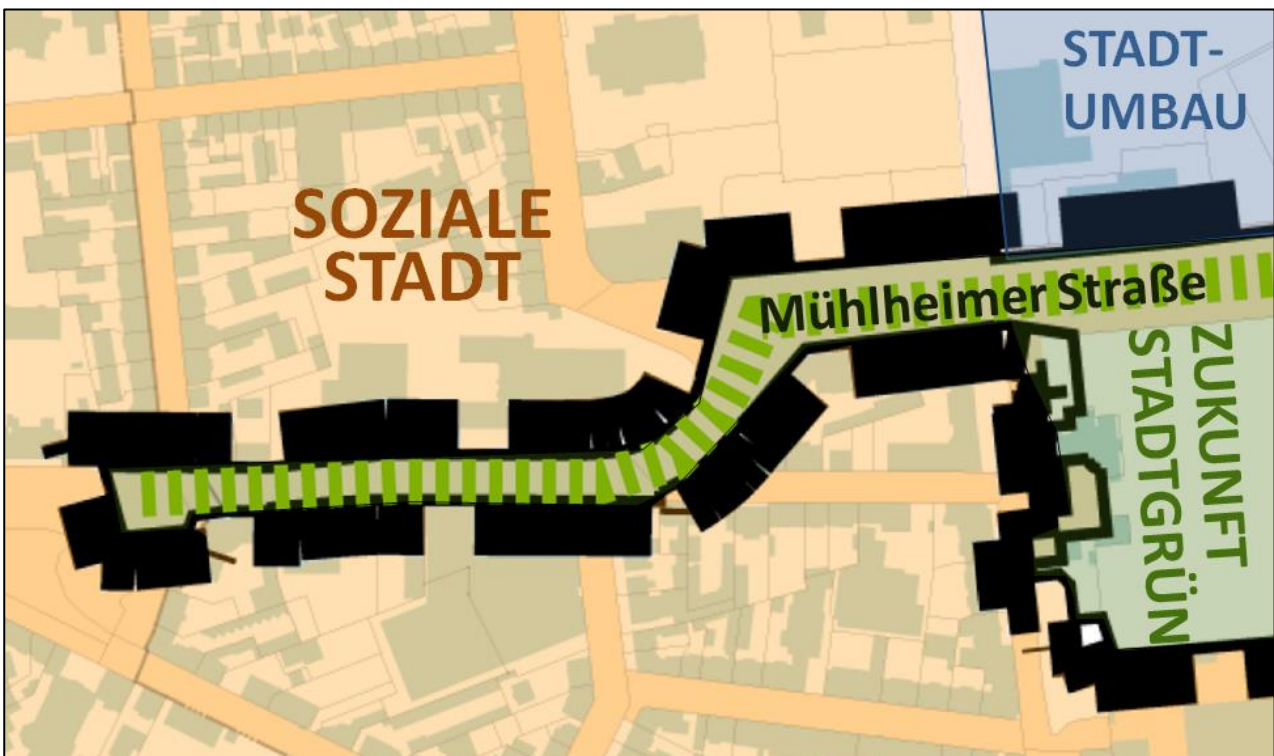 STADT-
UMBAU
SOZIALE
STADT
Mühlheimer Straße
ZUKUNFT
STADTGRÜN